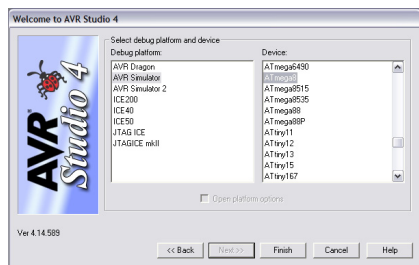 Welcome to AVR Studio 4
Select debug platform and device
Debug platform:
AVR Dragon
AVR Simulator
AVR Simulator 2
ICE200
ICE40
ICE50
JTAG ICE
JTAGICE mkII
Device:
ATmega6490
ATmega8
ATmega8515
ATmega8535
ATmega88
ATmega88P
ATtiny11
ATtiny12
ATtiny13
ATtiny15
ATtiny167
Open platform options
AVR
Studio 4
Ver 4.14.589
<< Back
Next >>
Finish
Cancel
Help